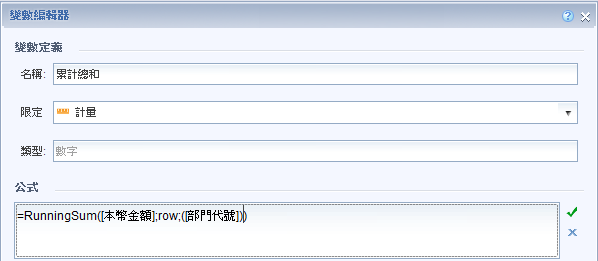 變數編輯器
變數定義
名稱: 累計總和
限定 計量
類型: 數字
公式
=RunningSum([本幣金額];row;([部門代號]))